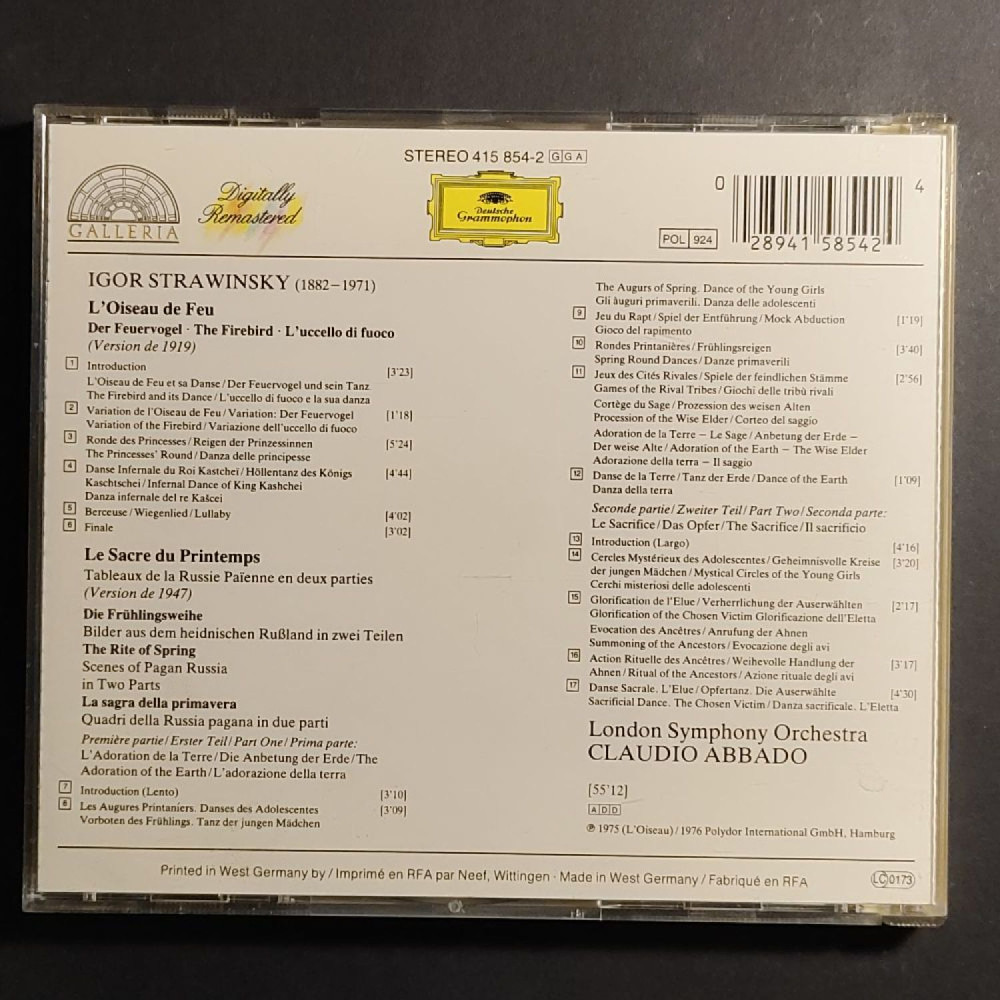 STEREO 415 854-2 GGA
GALLERIA
Digitally
Remastered
Deutsche
Grammophon
POL 924
0 28941 58542 4
IGOR STRAWINSKY (1882–1971)
L'Oiseau de Feu
Der Feuervogel · The Firebird · L'uccello di fuoco
(Version de 1919)
1 Introduction [3'23]
L'Oiseau de Feu et sa Danse/Der Feuervogel und sein Tanz
The Firebird and its Dance/L'uccello di fuoco e la sua danza
2 Variation de l'Oiseau de Feu/Variation: Der Feuervogel [1'18]
Variation of the Firebird/Variazione dell'uccello di fuoco
3 Ronde des Princesses/Reigen der Prinzessinnen [5'24]
The Princesses' Round/Danza delle principesse
4 Danse Infernale du Roi Kastchei/Höllentanz des Königs [4'44]
Kaschtschei/Infernal Dance of King Kashchei
Danza infernale del re Kašcei
5 Berceuse/Wiegenlied/Lullaby [4'02]
6 Finale [3'02]
Le Sacre du Printemps
Tableaux de la Russie Païenne en deux parties
(Version de 1947)
Die Frühlingsweihe
Bilder aus dem heidnischen Rußland in zwei Teilen
The Rite of Spring
Scenes of Pagan Russia
in Two Parts
La sagra della primavera
Quadri della Russia pagana in due parti
Première partie/Erster Teil/Part One/Prima parte:
L'Adoration de la Terre/Die Anbetung der Erde/The
Adoration of the Earth/L'adorazione della terra
7 Introduction (Lento) [3'10]
8 Les Augures Printaniers. Danses des Adolescentes [3'09]
Vorboten des Frühlings. Tanz der jungen Mädchen
The Augurs of Spring. Dance of the Young Girls
Gli àuguri primaverili. Danza delle adolescenti
9 Jeu du Rapt/Spiel der Entführung/Mock Abduction [1'19]
Gioco del rapimento
10 Rondes Printanières/Frühlingsreigen [3'40]
Spring Round Dances/Danze primaverili
11 Jeux des Cités Rivales/Spiele der feindlichen Stämme [2'56]
Games of the Rival Tribes/Giochi delle tribù rivali
Cortège du Sage/Prozession des weisen Alten
Procession of the Wise Elder/Corteo del saggio
Adoration de la Terre – Le Sage/Anbetung der Erde –
Der weise Alte/Adoration of the Earth – The Wise Elder
Adorazione della terra – Il saggio
12 Danse de la Terre/Tanz der Erde/Dance of the Earth [1'09]
Danza della terra
Seconde partie/Zweiter Teil/Part Two/Seconda parte:
Le Sacrifice/Das Opfer/The Sacrifice/Il sacrificio
13 Introduction (Largo) [4'16]
14 Cercles Mystérieux des Adolescentes/Geheimnisvolle Kreise [3'20]
der jungen Mädchen/Mystical Circles of the Young Girls
Cerchi misteriosi delle adolescenti
15 Glorification de l'Elue/Verherrlichung der Auserwählten [2'17]
Glorification of the Chosen Victim Glorificazione dell'Eletta
Evocation des Ancêtres/Anrufung der Ahnen
Summoning of the Ancestors/Evocazione degli avi
16 Action Rituelle des Ancêtres/Weihevolle Handlung der [3'17]
Ahnen/Ritual of the Ancestors/Azione rituale degli avi
17 Danse Sacrale. L'Elue/Opfertanz. Die Auserwählte [4'30]
Sacrificial Dance. The Chosen Victim/Danza sacrificale. L'Eletta
London Symphony Orchestra
CLAUDIO ABBADO
[55'12]
ADD
℗ 1975 (L'Oiseau)/1976 Polydor International GmbH, Hamburg
Printed in West Germany by/Imprimé en RFA par Neef, Wittingen · Made in West Germany/Fabriqué en RFA
LC 0173